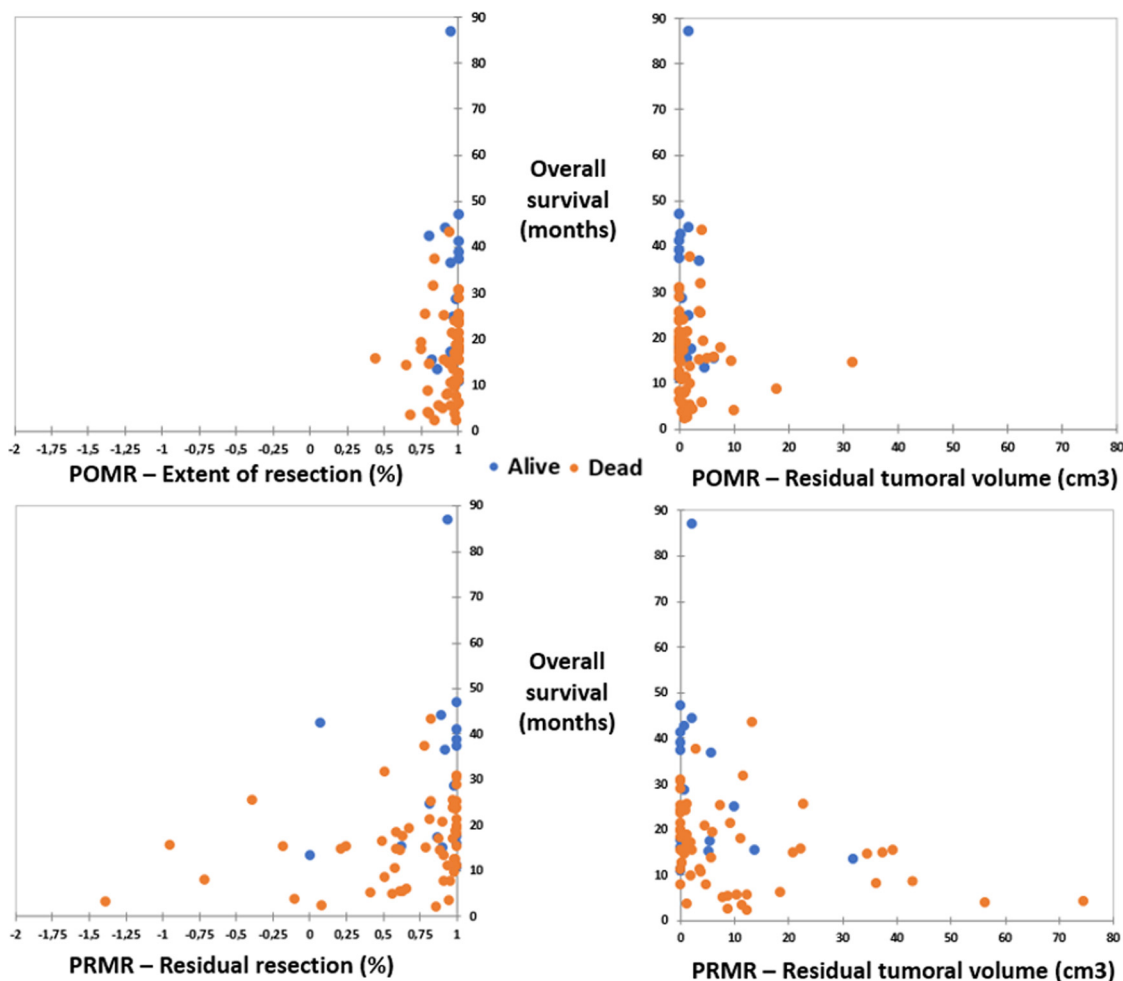 90
80
70
60
50
40
30
20
10
0
-2 -1,75 -1,5 -1,25 -1 -0,75 -0,5 -0,25 0 0,25 0,5 0,75 1
POMR – Extent of resection (%)
Overall
survival
(months)
90
80
70
60
50
40
30
20
10
0
0 10 20 30 40 50 60 70 80
POMR – Residual tumoral volume (cm3)
Alive Dead
90
80
70
60
50
40
30
20
10
0
-2 -1,75 -1,5 -1,25 -1 -0,75 -0,5 -0,25 0 0,25 0,5 0,75 1
PRMR – Residual resection (%)
Overall
survival
(months)
90
80
70
60
50
40
30
20
10
0
0 10 20 30 40 50 60 70 80
PRMR – Residual tumoral volume (cm3)